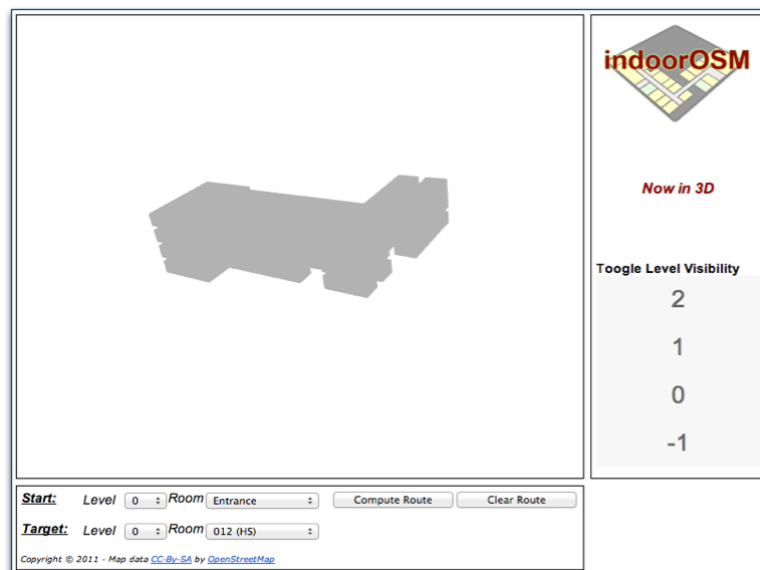 indoorOSM
Now in 3D
Toogle Level Visibility
2
1
0
-1
Start: Level 0 Room Entrance Compute Route Clear Route
Target: Level 0 Room 012 (HS)
Copyright © 2011 - Map data CC-By-SA by OpenStreetMap